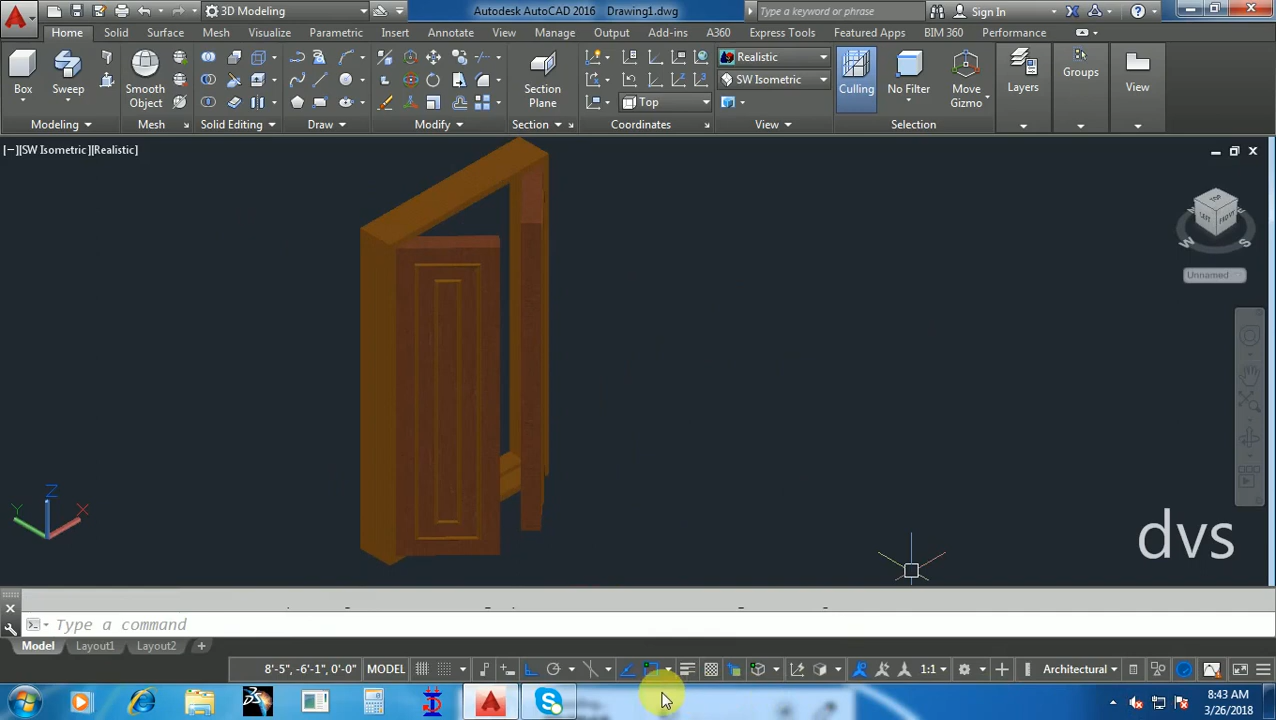 3D Modeling
Autodesk AutoCAD 2016 Drawing1.dwg
Type a keyword or phrase
Sign In
Home Solid Surface Mesh Visualize Parametric Insert Annotate View Manage Output Add-ins A360 Express Tools Featured Apps BIM 360 Performance
Box
Sweep
Smooth
Object
Section
Plane
Realistic
SW Isometric
Top
Culling
No Filter
Move
Gizmo
Layers
Groups
View
Modeling
Mesh
Solid Editing
Draw
Modify
Section
Coordinates
View
Selection
[−][SW Isometric][Realistic]
TOP
LEFT
FRONT
W
S
Unnamed
Z
Y
X
dvs
Type a command
Model Layout1 Layout2 +
8'-5", -6'-1", 0'-0" MODEL
1:1
Architectural
8:43 AM
3/26/2018